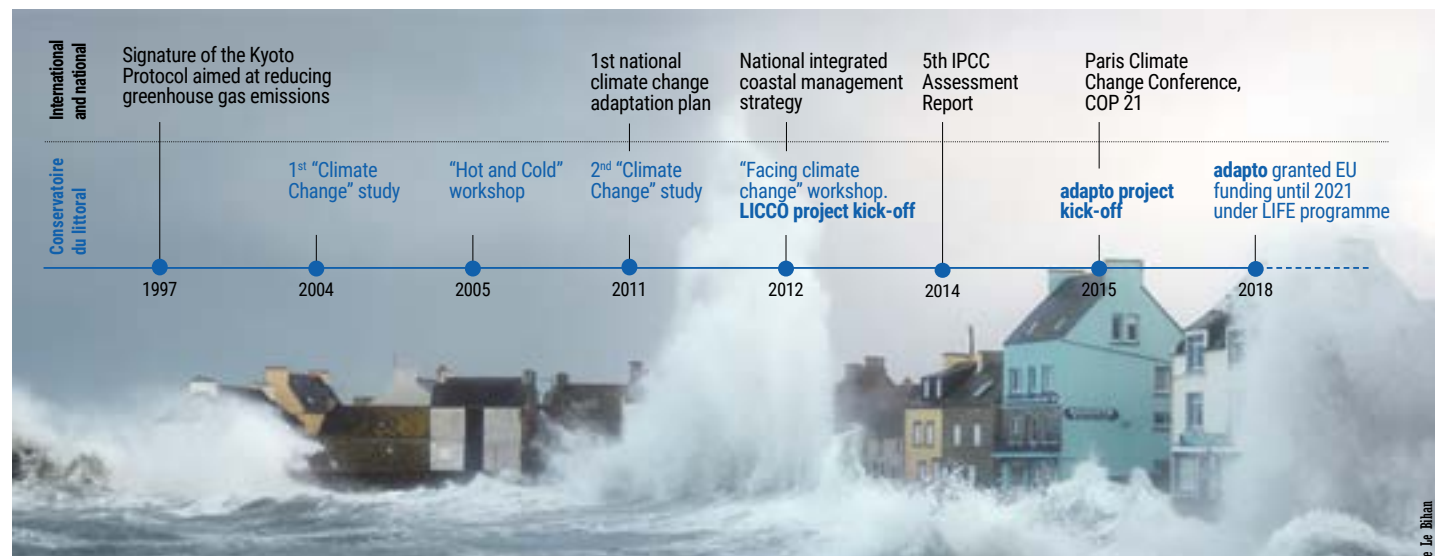 International
and national
Signature of the Kyoto
Protocol aimed at reducing
greenhouse gas emissions
1st national
climate change
adaptation plan
National integrated
coastal management
strategy
5th IPCC
Assessment
Report
Paris Climate
Change Conference,
COP 21
Conservatoire
du littoral
1st “Climate
Change” study
“Hot and Cold”
workshop
2nd “Climate
Change” study
“Facing climate
change” workshop.
LICCO project kick-off
adapto project
kick-off
adapto granted EU
funding until 2021
under LIFE programme
1997
2004
2005
2011
2012
2014
2015
2018
Le Bihan